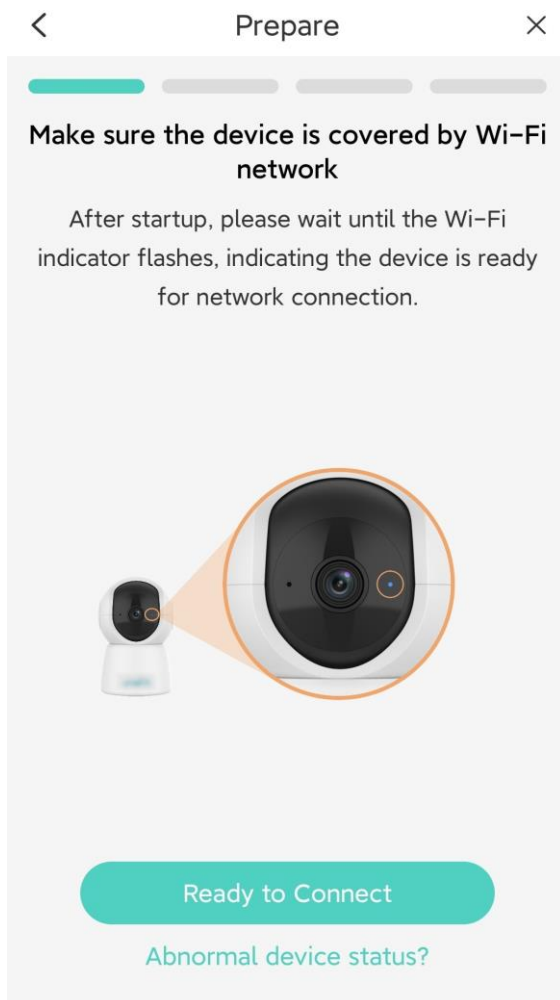 Prepare
Make sure the device is covered by Wi-Fi
network
After startup, please wait until the Wi-Fi
indicator flashes, indicating the device is ready
for network connection.
Ready to Connect
Abnormal device status?